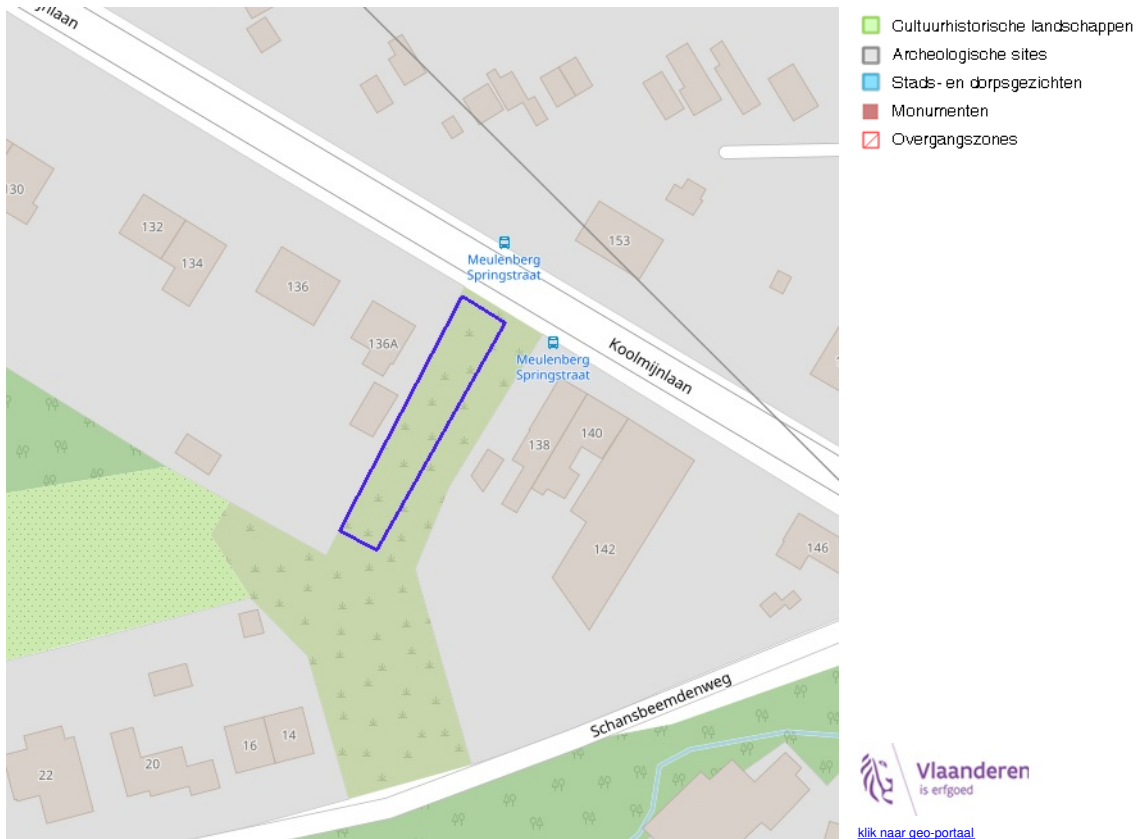 Cultuurhistorische landschappen
Archeologische sites
Stads- en dorpsgezichten
Monumenten
Overgangszones
130
132
134
136
136A
153
Meulenberg
Springstraat
Meulenberg
Springstraat
Koolmijnlaan
138
140
142
146
Schansbeemdenweg
22
20
16
14
Vlaanderen
is erfgoed
klik naar geo-portaal